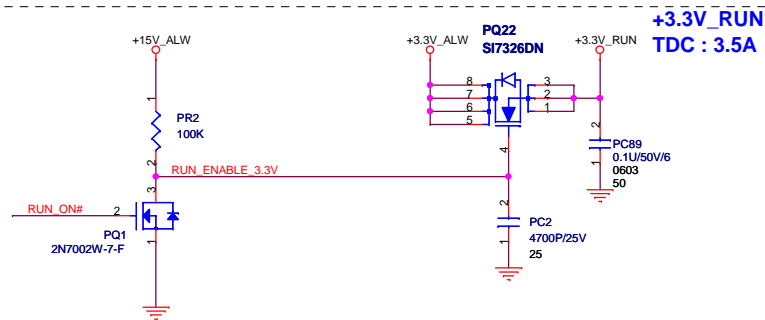 +3.3V_RUN
TDC : 3.5A
+15V_ALW
+3.3V_ALW
PQ22
SI7326DN
+3.3V_RUN
8
7
6
5
3
2
1
4
1
PR2
100K
2
RUN_ENABLE_3.3V
3
RUN_ON#
2
PQ1
2N7002W-7-F
1
2
PC89
0.1U/50V/6
1
0603
50
2
PC2
4700P/25V
1
25